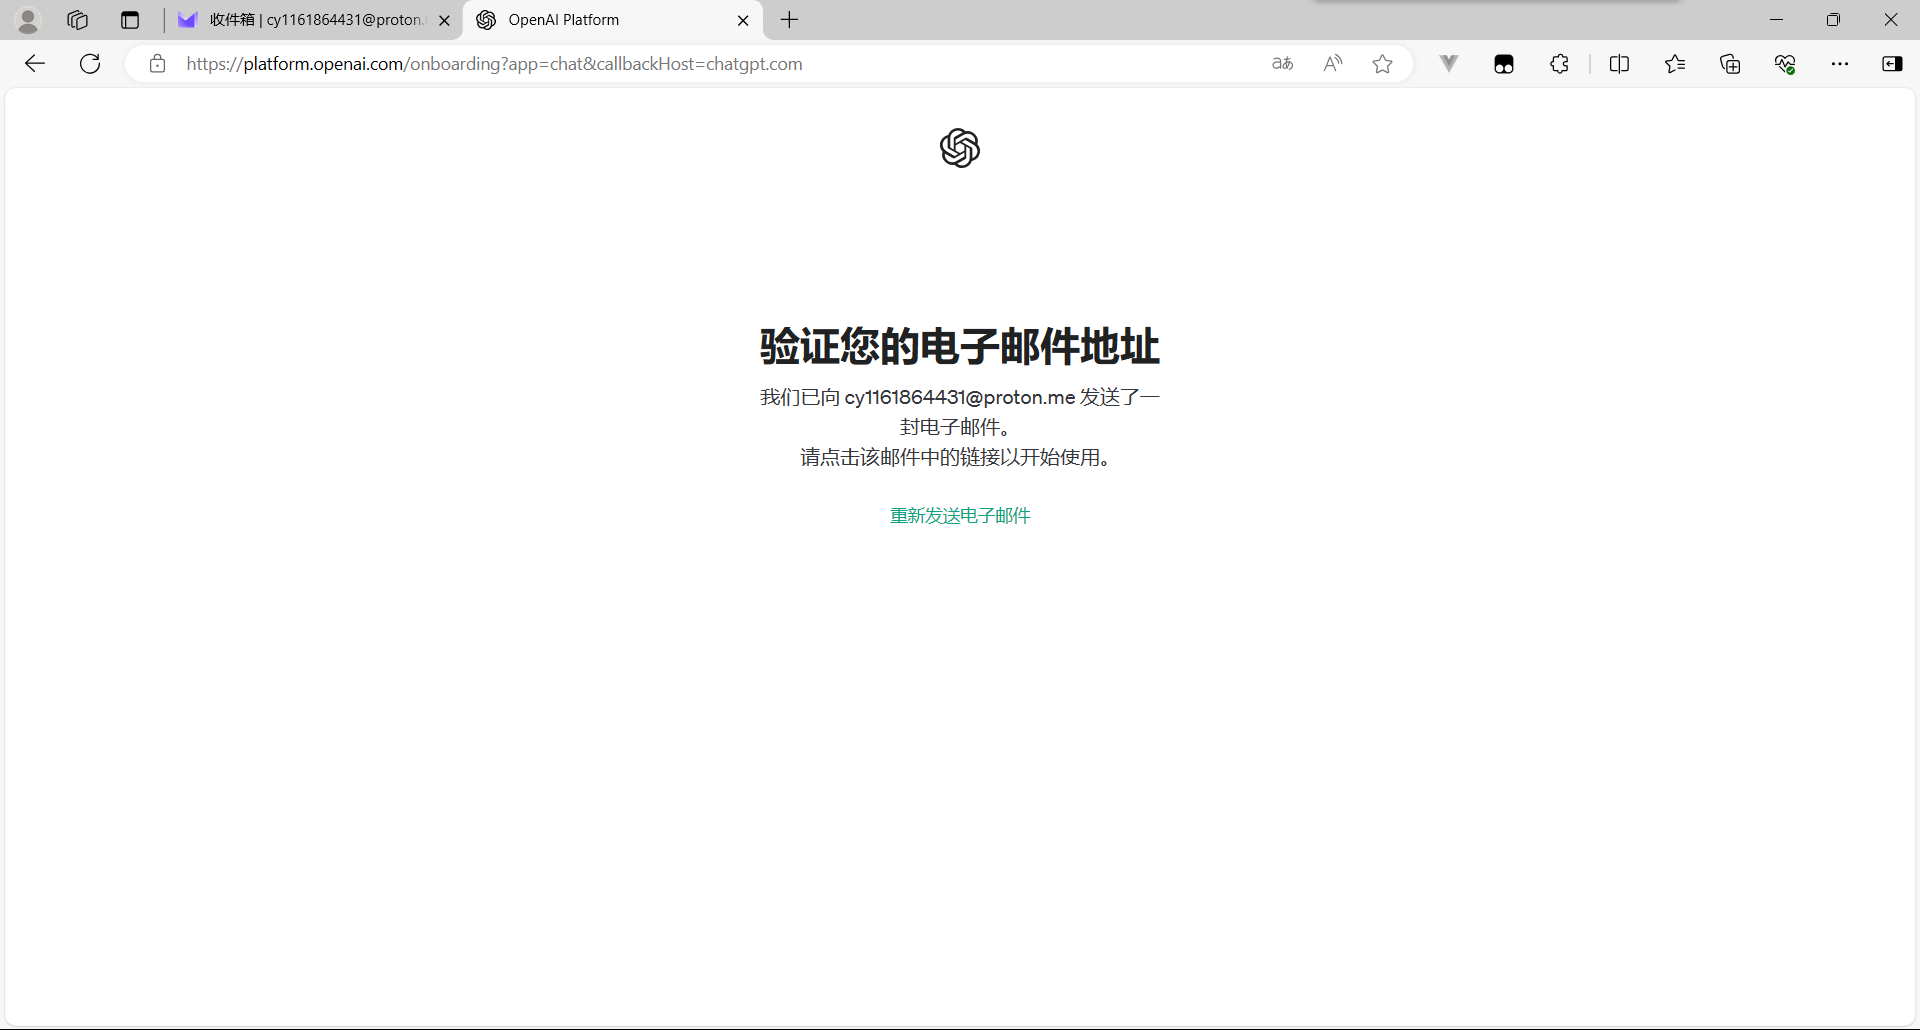 收件箱 | cy1161864431@proton.
OpenAI Platform
https://platform.openai.com/onboarding?app=chat&callbackHost=chatgpt.com
验证您的电子邮件地址
我们已向 cy1161864431@proton.me 发送了一
封电子邮件。
请点击该邮件中的链接以开始使用。
重新发送电子邮件